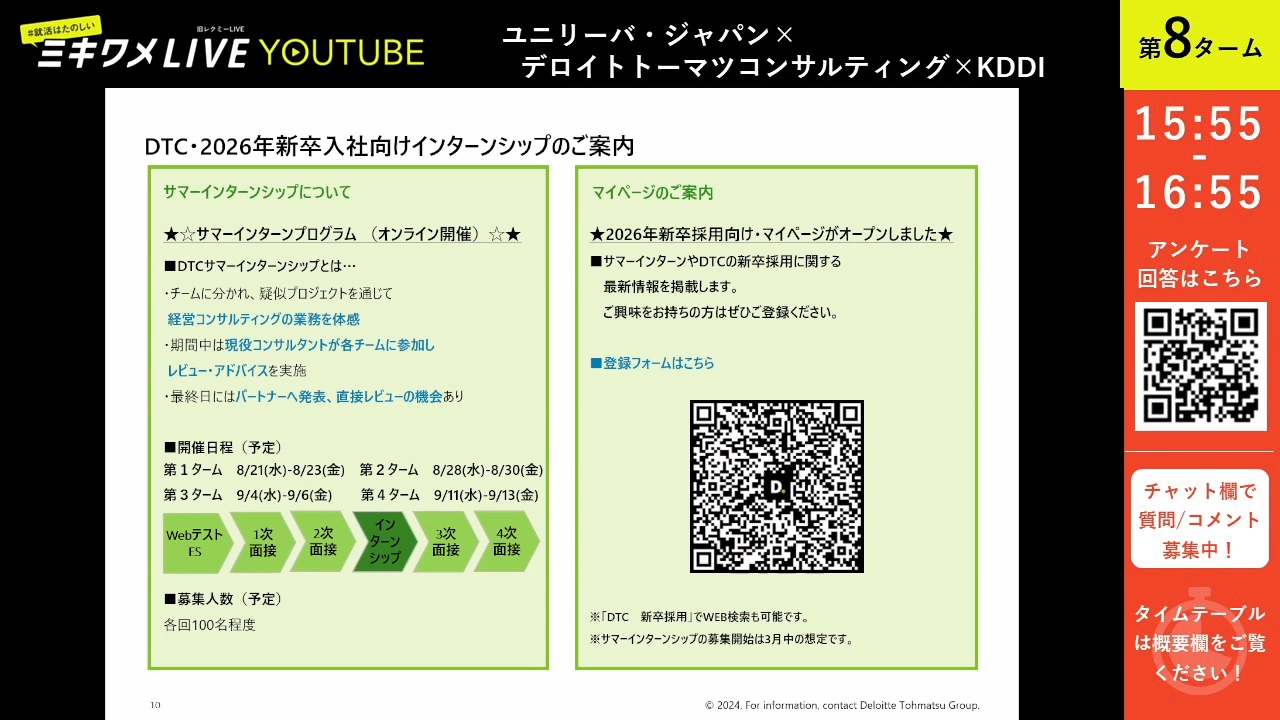 #就活はたのしい
旧レクミーLIVE
ミキワメLIVE YOUTUBE
ユニリーバ・ジャパン×
デロイトトーマツコンサルティング×KDDI
第8ターム
15:55
-
16:55
アンケート
回答はこちら
チャット欄で
質問/コメント
募集中！
タイムテーブル
は概要欄をご覧
ください！
DTC・2026年新卒入社向けインターンシップのご案内
サマーインターンシップについて
★☆サマーインターンプログラム （オンライン開催）☆★
■DTCサマーインターンシップとは…
・チームに分かれ、疑似プロジェクトを通じて
経営コンサルティングの業務を体感
・期間中は現役コンサルタントが各チームに参加し
レビュー・アドバイスを実施
・最終日にはパートナーへ発表、直接レビューの機会あり
■開催日程（予定）
第１ターム 8/21(水)-8/23(金) 第２ターム 8/28(水)-8/30(金)
第３ターム 9/4(水)-9/6(金) 第４ターム 9/11(水)-9/13(金)
Webテスト
ES
1次
面接
2次
面接
イン
ターン
シップ
3次
面接
4次
面接
■募集人数（予定）
各回100名程度
マイページのご案内
★2026年新卒採用向け・マイページがオープンしました★
■サマーインターンやDTCの新卒採用に関する
最新情報を掲載します。
ご興味をお持ちの方はぜひご登録ください。
■登録フォームはこちら
D.
※「DTC 新卒採用」でWEB検索も可能です。
※サマーインターンシップの募集開始は3月中の想定です。
10
© 2024. For information, contact Deloitte Tohmatsu Group.